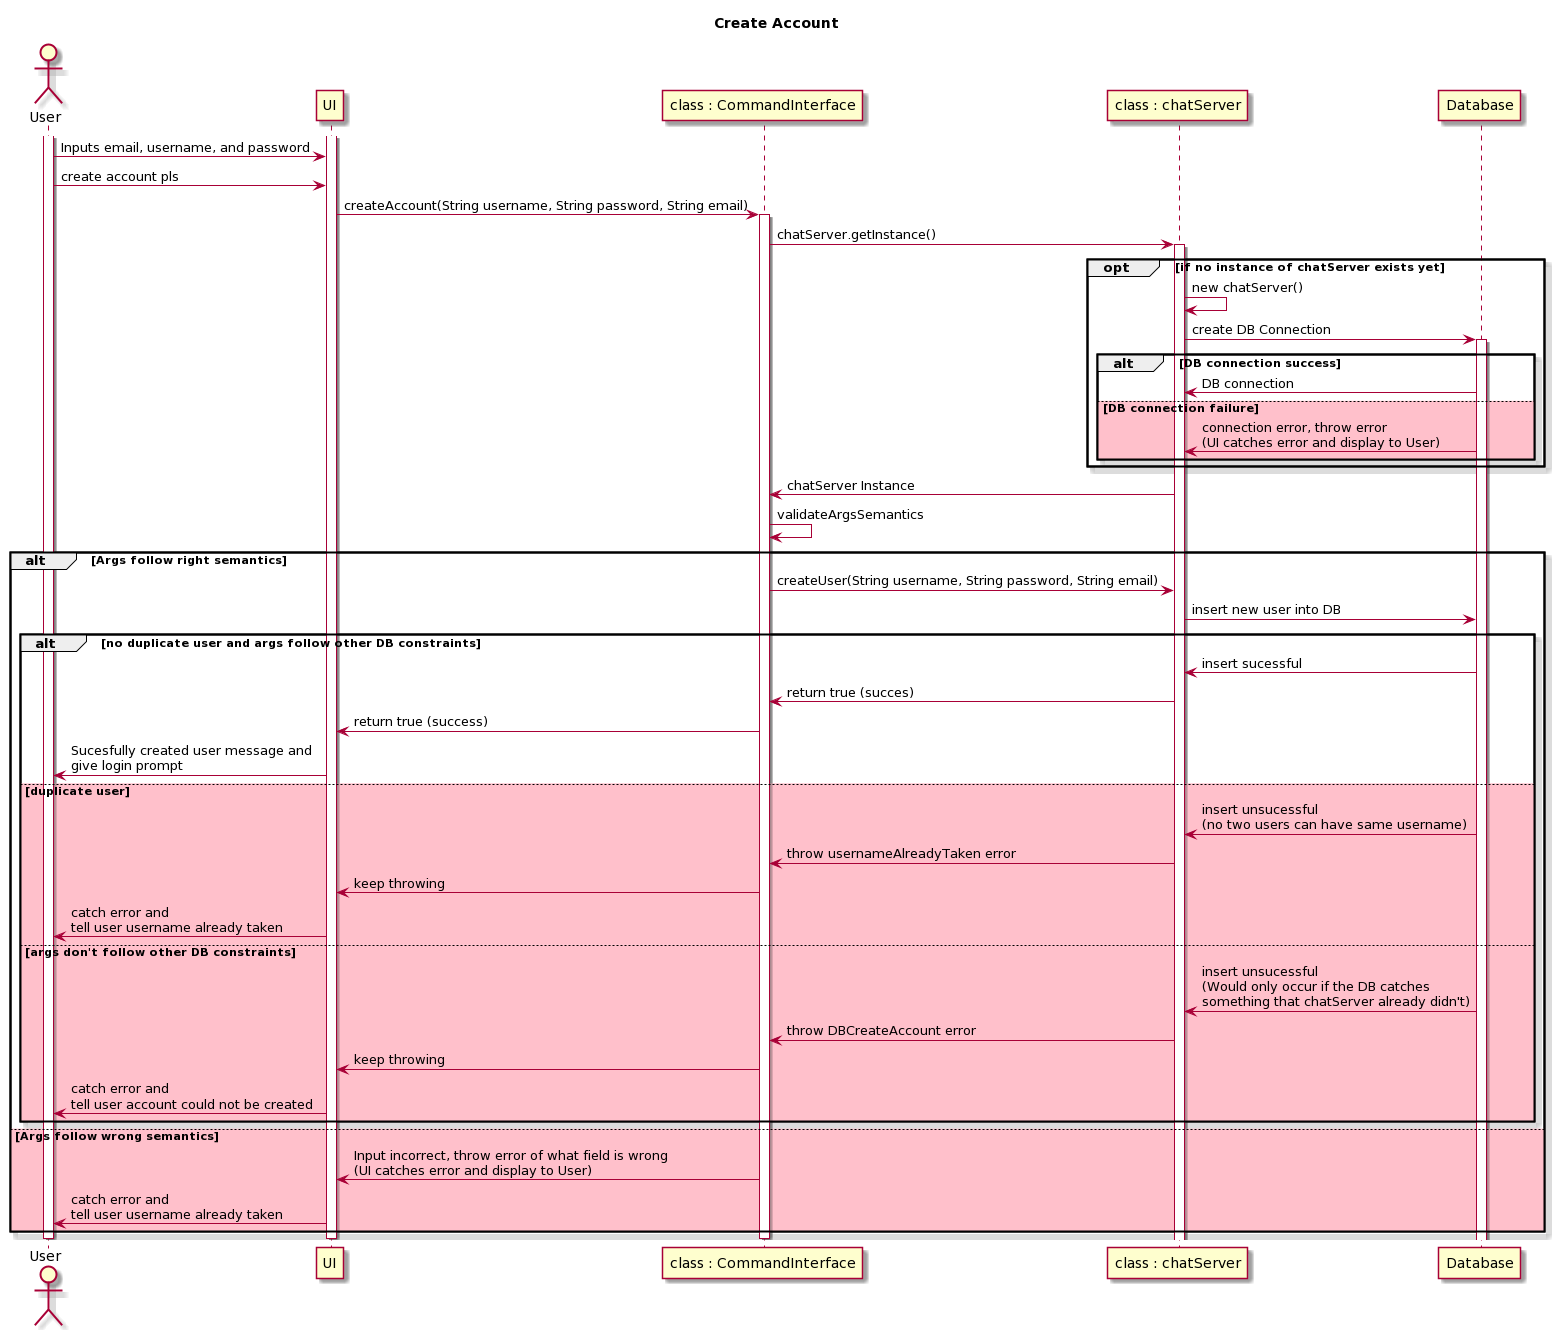 Create Account
User
UI
class : CommandInterface
class : chatServer
Database
Inputs email, username, and password
create account pls
createAccount(String username, String password, String email)
chatServer.getInstance()
opt
[if no instance of chatServer exists yet]
new chatServer()
create DB Connection
alt
[DB connection success]
DB connection
[DB connection failure]
connection error, throw error
(UI catches error and display to User)
chatServer Instance
validateArgsSemantics
alt
[Args follow right semantics]
createUser(String username, String password, String email)
insert new user into DB
alt
[no duplicate user and args follow other DB constraints]
insert sucessful
return true (succes)
return true (success)
Sucesfully created user message and
give login prompt
[duplicate user]
insert unsucessful
(no two users can have same username)
throw usernameAlreadyTaken error
keep throwing
catch error and
tell user username already taken
[args don't follow other DB constraints]
insert unsucessful
(Would only occur if the DB catches
something that chatServer already didn't)
throw DBCreateAccount error
keep throwing
catch error and
tell user account could not be created
[Args follow wrong semantics]
Input incorrect, throw error of what field is wrong
(UI catches error and display to User)
catch error and
tell user username already taken
User
UI
class : CommandInterface
class : chatServer
Database